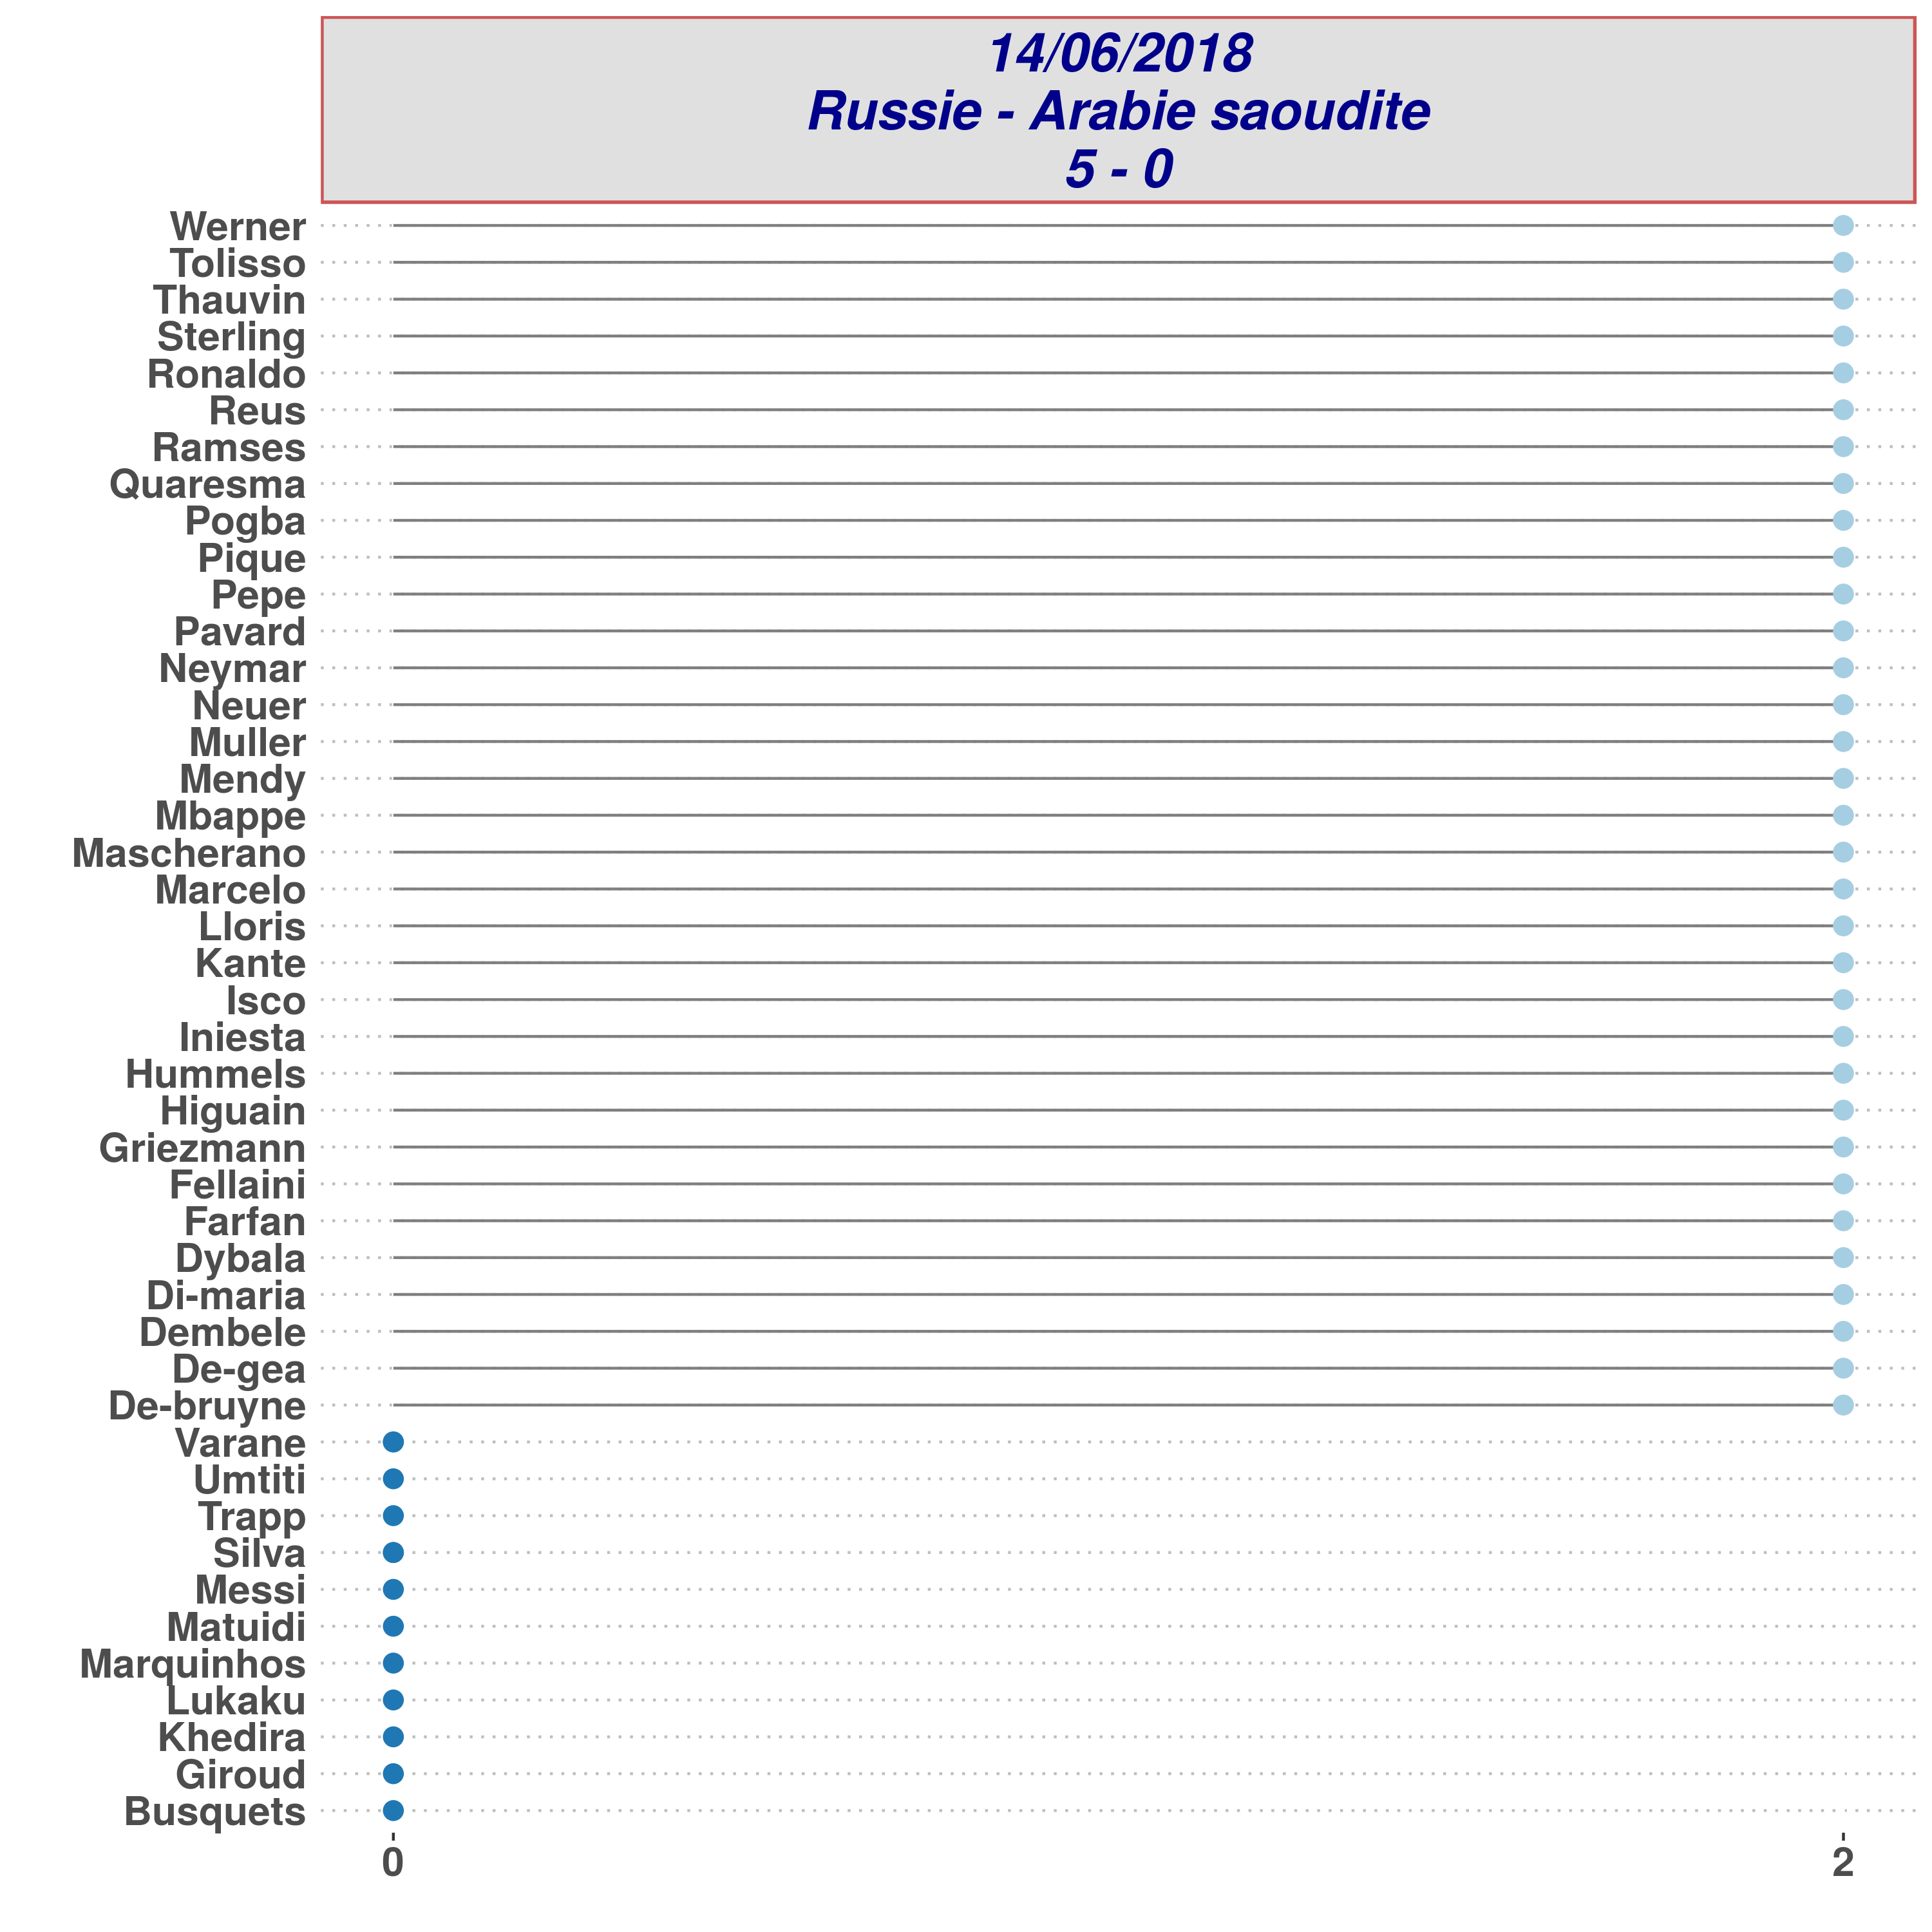 14/06/2018
Russie - Arabie saoudite
5 - 0
Werner
Tolisso
Thauvin
Sterling
Ronaldo
Reus
Ramses
Quaresma
Pogba
Pique
Pepe
Pavard
Neymar
Neuer
Muller
Mendy
Mbappe
Mascherano
Marcelo
Lloris
Kante
Isco
Iniesta
Hummels
Higuain
Griezmann
Fellaini
Farfan
Dybala
Di-maria
Dembele
De-gea
De-bruyne
Varane
Umtiti
Trapp
Silva
Messi
Matuidi
Marquinhos
Lukaku
Khedira
Giroud
Busquets
0 2